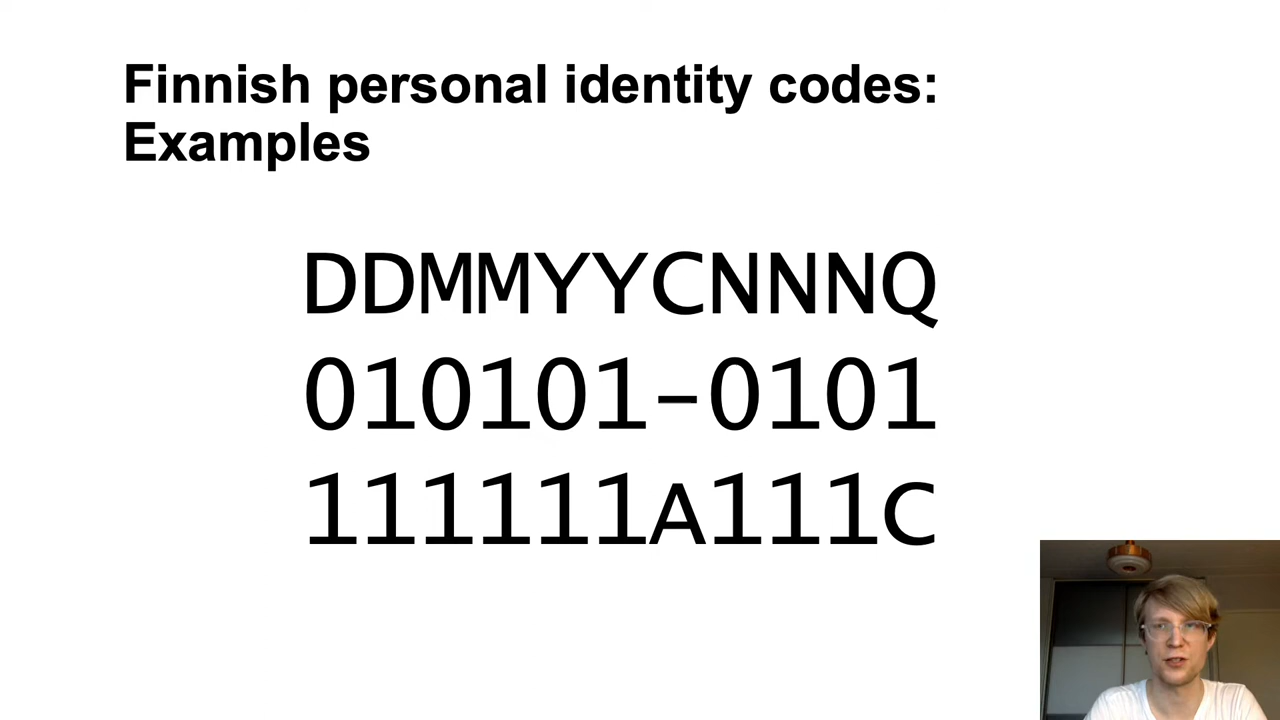 Finnish personal identity codes:
Examples
DDMMYYCNNNQ
010101-0101
111111A111C